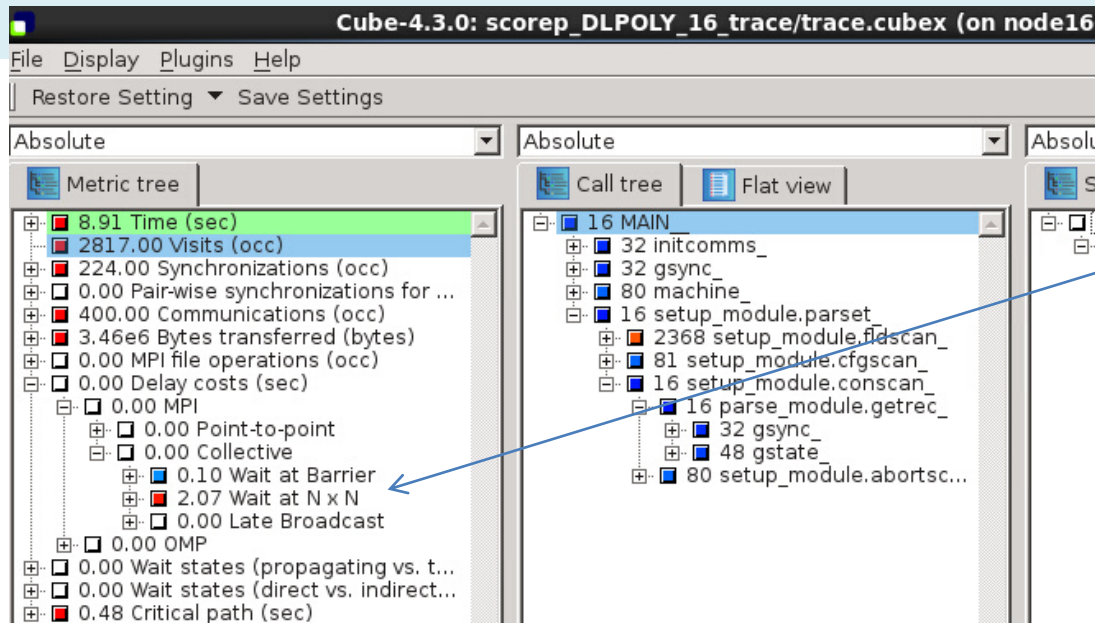 Cube-4.3.0: scorep_DLPOLY_16_trace/trace.cubex (on node16
File Display Plugins Help
Restore Setting Save Settings
Absolute
Metric tree
8.91 Time (sec)
2817.00 Visits (occ)
224.00 Synchronizations (occ)
0.00 Pair-wise synchronizations for ...
400.00 Communications (occ)
3.46e6 Bytes transferred (bytes)
0.00 MPI file operations (occ)
0.00 Delay costs (sec)
0.00 MPI
0.00 Point-to-point
0.00 Collective
0.10 Wait at Barrier
2.07 Wait at N x N
0.00 Late Broadcast
0.00 OMP
0.00 Wait states (propagating vs. t...
0.00 Wait states (direct vs. indirect...
0.48 Critical path (sec)
Absolute
Call tree Flat view
16 MAIN__
32 initcomms_
32 gsync_
80 machine_
16 setup_module.parset_
2368 setup_module.fldscan_
81 setup_module.cfgscan_
16 setup_module.conscan_
16 parse_module.getrec_
32 gsync_
48 gstate_
80 setup_module.abortsc...
Absolu
S